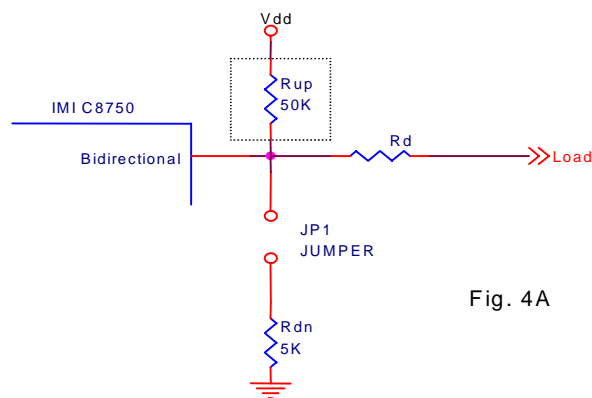 Vdd
Rup
50K
IMI C8750
Bidirectional
Rd
Load
JP1
JUMPER
Fig. 4A
Rdn
5K